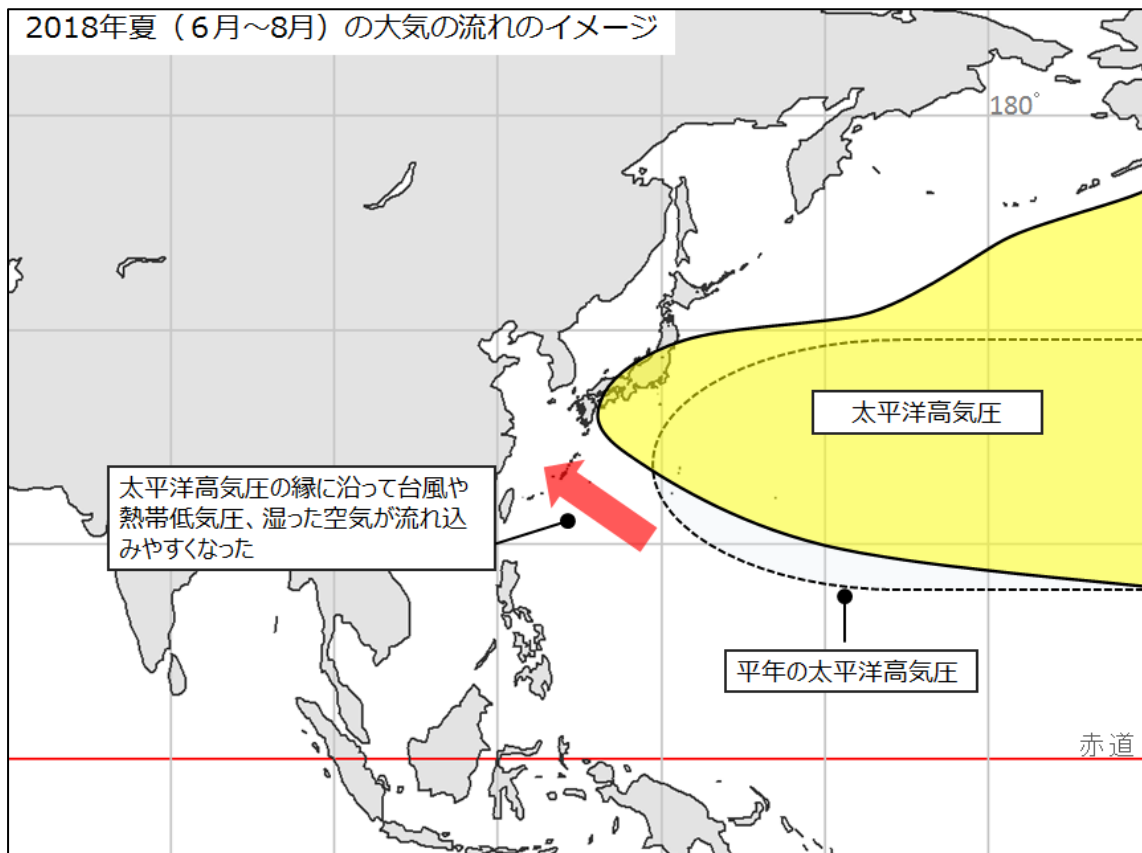 2018年夏（６月～8月）の大気の流れのイメージ
180°
太平洋高気圧
太平洋高気圧の縁に沿って台風や
熱帯低気圧、湿った空気が流れ込
みやすくなった
平年の太平洋高気圧
赤道